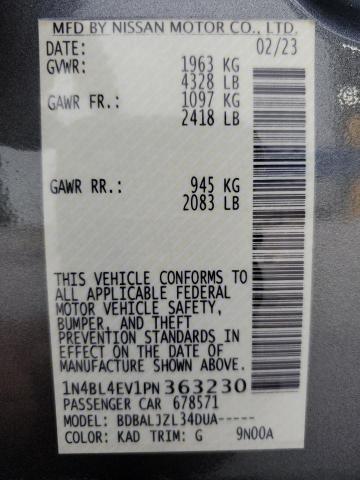 MFD BY NISSAN MOTOR CO., LTD.
DATE: 02/23
GVWR: 1963 KG
4328 LB
GAWR FR.: 1097 KG
2418 LB
GAWR RR.: 945 KG
2083 LB
THIS VEHICLE CONFORMS TO
ALL APPLICABLE FEDERAL
MOTOR VEHICLE SAFETY,
BUMPER, AND THEFT
PREVENTION STANDARDS IN EFFECT
ON THE DATE OF
MANUFACTURE SHOWN ABOVE.
1N4BL4EV1PN363230
PASSENGER CAR 678571
MODEL: BDBALJZL34DUA-----
COLOR: KAD TRIM: G 9N00A